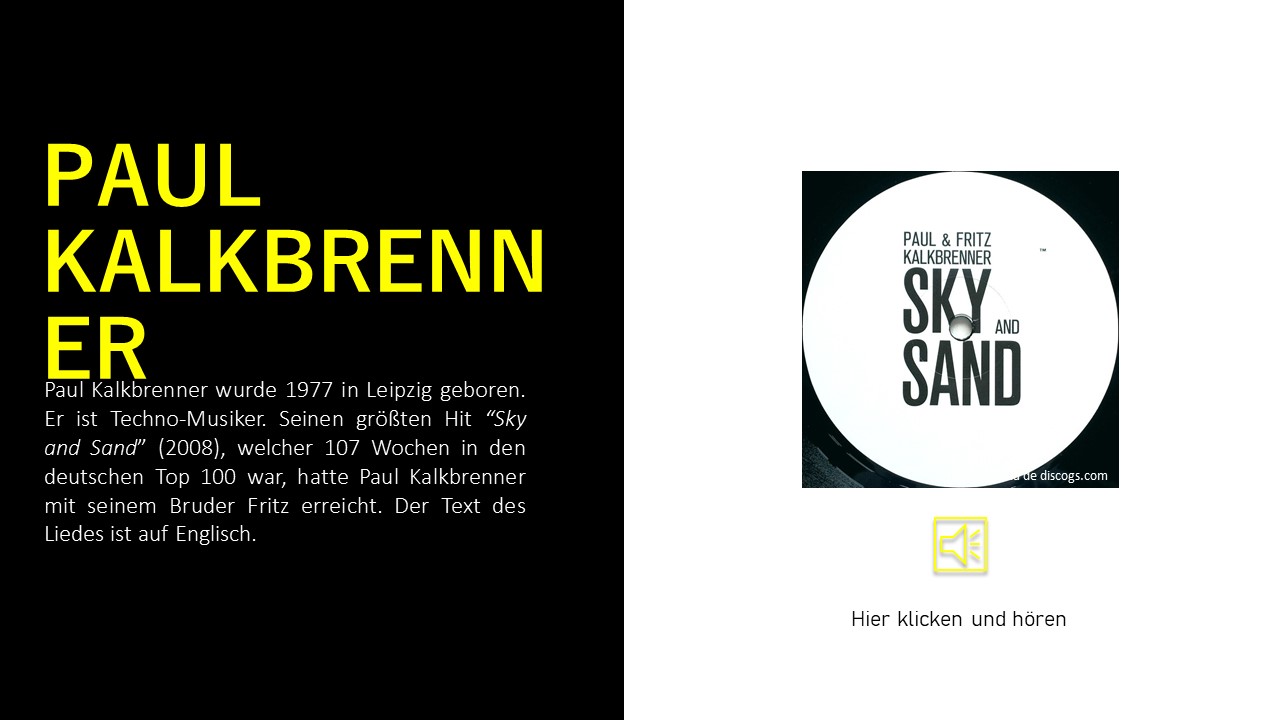 PAUL
KALKBRENN
ER
Paul Kalkbrenner wurde 1977 in Leipzig geboren.
Er ist Techno-Musiker. Seinen größten Hit “Sky
and Sand” (2008), welcher 107 Wochen in den
deutschen Top 100 war, hatte Paul Kalkbrenner
mit seinem Bruder Fritz erreicht. Der Text des
Liedes ist auf Englisch.
PAUL & FRITZ
KALKBRENNER
™
SKY
AND
SAND
de discogs.com
Hier klicken und hören